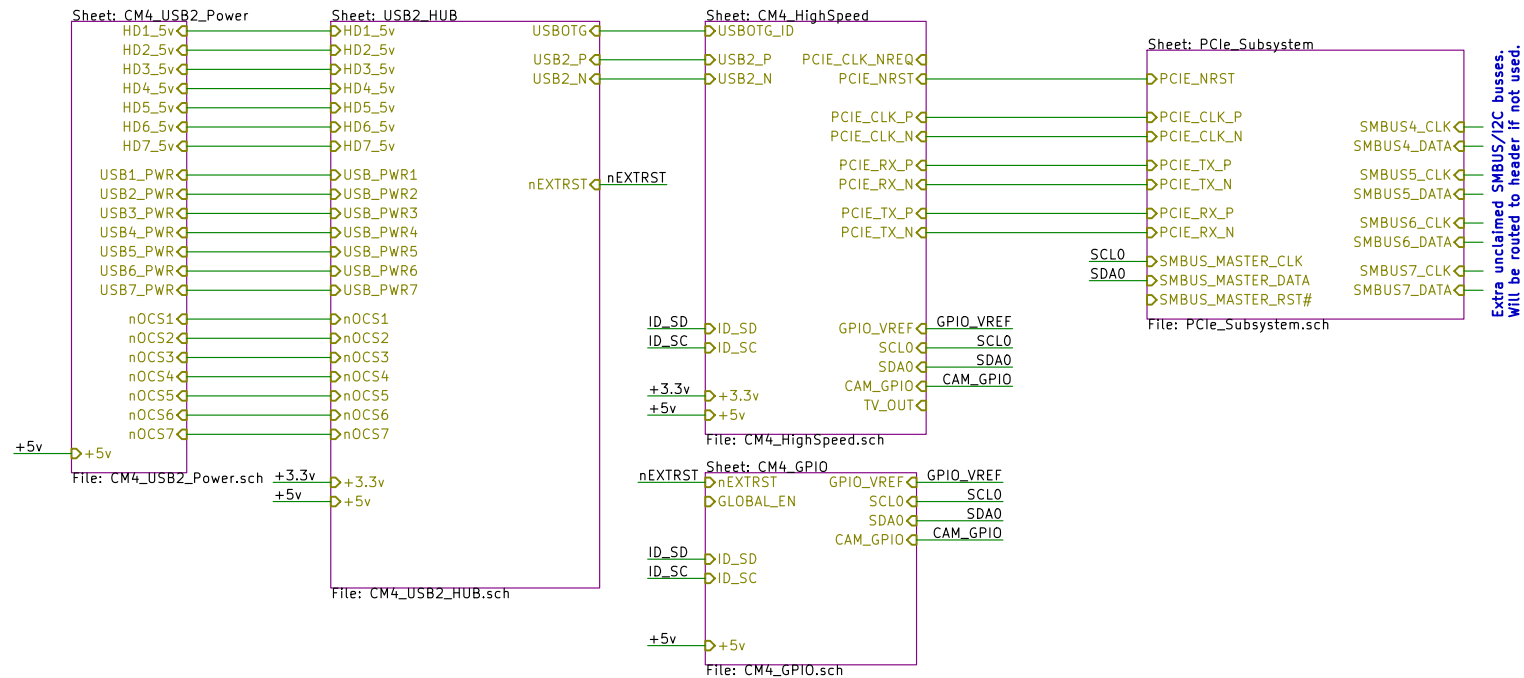 Sheet: CM4_USB2_Power
HD1_5v
HD2_5v
HD3_5v
HD4_5v
HD5_5v
HD6_5v
HD7_5v
USB1_PWR
USB2_PWR
USB3_PWR
USB4_PWR
USB5_PWR
USB6_PWR
USB7_PWR
nOCS1
nOCS2
nOCS3
nOCS4
nOCS5
nOCS6
nOCS7
+5v
+5v
File: CM4_USB2_Power.sch
Sheet: USB2_HUB
HD1_5v
HD2_5v
HD3_5v
HD4_5v
HD5_5v
HD6_5v
HD7_5v
USB_PWR1
USB_PWR2
USB_PWR3
USB_PWR4
USB_PWR5
USB_PWR6
USB_PWR7
nOCS1
nOCS2
nOCS3
nOCS4
nOCS5
nOCS6
nOCS7
+3.3v
+3.3v
+5v
+5v
USBOTG
USB2_P
USB2_N
nEXTRST
nEXTRST
File: CM4_USB2_HUB.sch
Sheet: CM4_HighSpeed
USBOTG_ID
USB2_P
USB2_N
ID_SD
ID_SD
ID_SC
ID_SC
+3.3v
+3.3v
+5v
+5v
PCIE_CLK_NREQ
PCIE_NRST
PCIE_CLK_P
PCIE_CLK_N
PCIE_RX_P
PCIE_RX_N
PCIE_TX_P
PCIE_TX_N
GPIO_VREF
GPIO_VREF
SCL0
SCL0
SDA0
SDA0
CAM_GPIO
CAM_GPIO
TV_OUT
File: CM4_HighSpeed.sch
Sheet: CM4_GPIO
nEXTRST
nEXTRST
GLOBAL_EN
ID_SD
ID_SD
ID_SC
ID_SC
+5v
+5v
GPIO_VREF
GPIO_VREF
SCL0
SCL0
SDA0
SDA0
CAM_GPIO
CAM_GPIO
File: CM4_GPIO.sch
Sheet: PCIe_Subsystem
PCIE_NRST
PCIE_CLK_P
PCIE_CLK_N
PCIE_TX_P
PCIE_TX_N
PCIE_RX_P
PCIE_RX_N
SCL0
SMBUS_MASTER_CLK
SDA0
SMBUS_MASTER_DATA
SMBUS_MASTER_RST#
SMBUS4_CLK
SMBUS4_DATA
SMBUS5_CLK
SMBUS5_DATA
SMBUS6_CLK
SMBUS6_DATA
SMBUS7_CLK
SMBUS7_DATA
File: PCIe_Subsystem.sch
Extra unclaimed SMBUS/I2C busses.
Will be routed to header if not used.